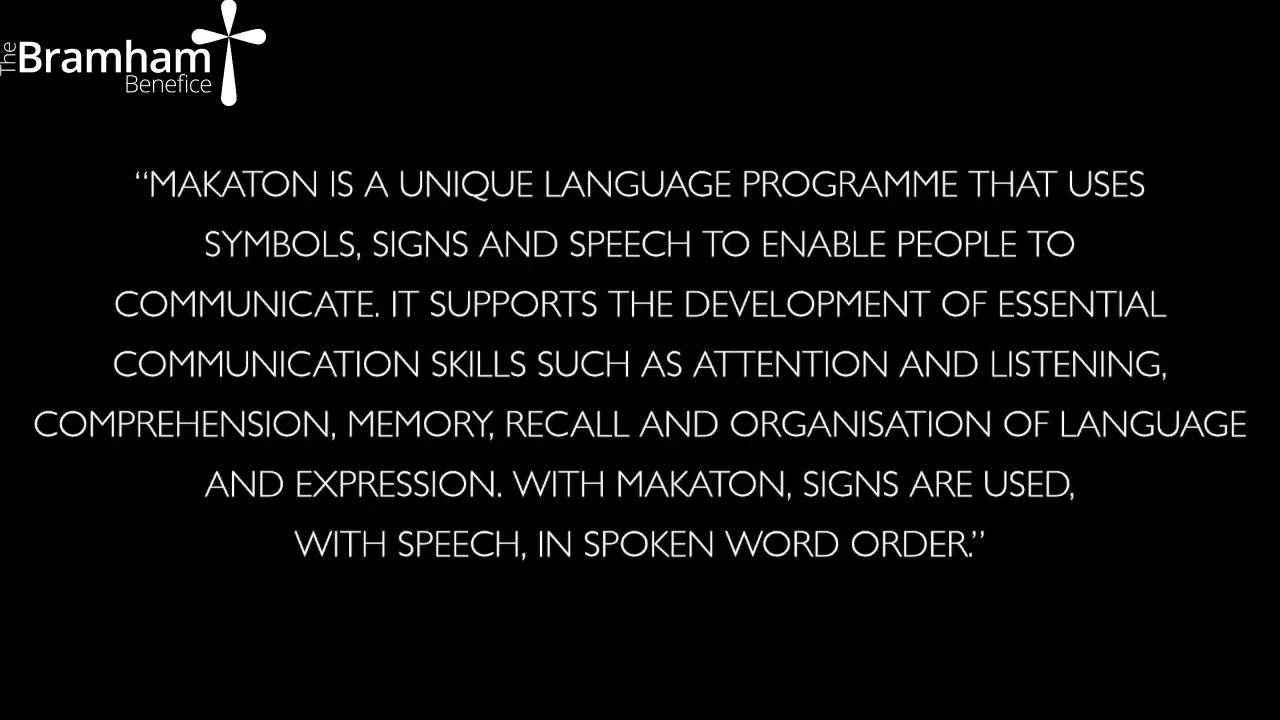 The
Bramham
Benefice
“MAKATON IS A UNIQUE LANGUAGE PROGRAMME THAT USES
SYMBOLS, SIGNS AND SPEECH TO ENABLE PEOPLE TO
COMMUNICATE. IT SUPPORTS THE DEVELOPMENT OF ESSENTIAL
COMMUNICATION SKILLS SUCH AS ATTENTION AND LISTENING,
COMPREHENSION, MEMORY, RECALL AND ORGANISATION OF LANGUAGE
AND EXPRESSION. WITH MAKATON, SIGNS ARE USED,
WITH SPEECH, IN SPOKEN WORD ORDER.”